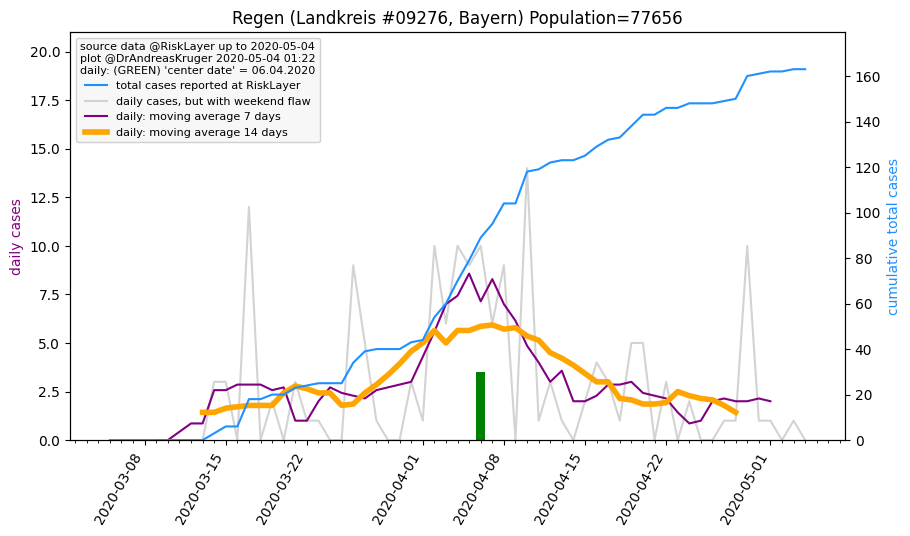 Regen (Landkreis #09276, Bayern) Population=77656
source data @RiskLayer up to 2020-05-04
plot @DrAndreasKruger 2020-05-04 01:22
daily: (GREEN) 'center date' = 06.04.2020
total cases reported at RiskLayer
daily cases, but with weekend flaw
daily: moving average 7 days
daily: moving average 14 days
daily cases
20.0
17.5
15.0
12.5
10.0
7.5
5.0
2.5
0.0
160
140
120
100
80
60
40
20
0
cumulative total cases
2020-03-08
2020-03-15
2020-03-22
2020-04-01
2020-04-08
2020-04-15
2020-04-22
2020-05-01